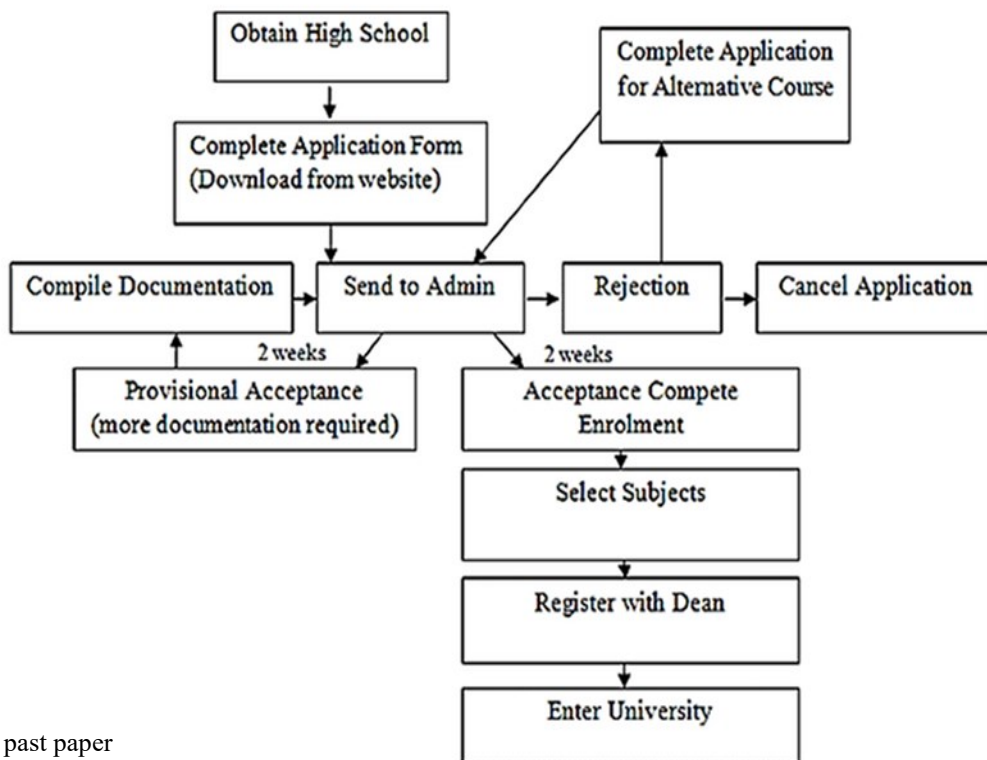 Obtain High School
Complete Application
for Alternative Course
Complete Application Form
(Download from website)
Compile Documentation
Send to Admin
Rejection
Cancel Application
2 weeks
2 weeks
Provisional Acceptance
(more documentation required)
Acceptance Compete
Enrolment
Select Subjects
Register with Dean
Enter University
past paper